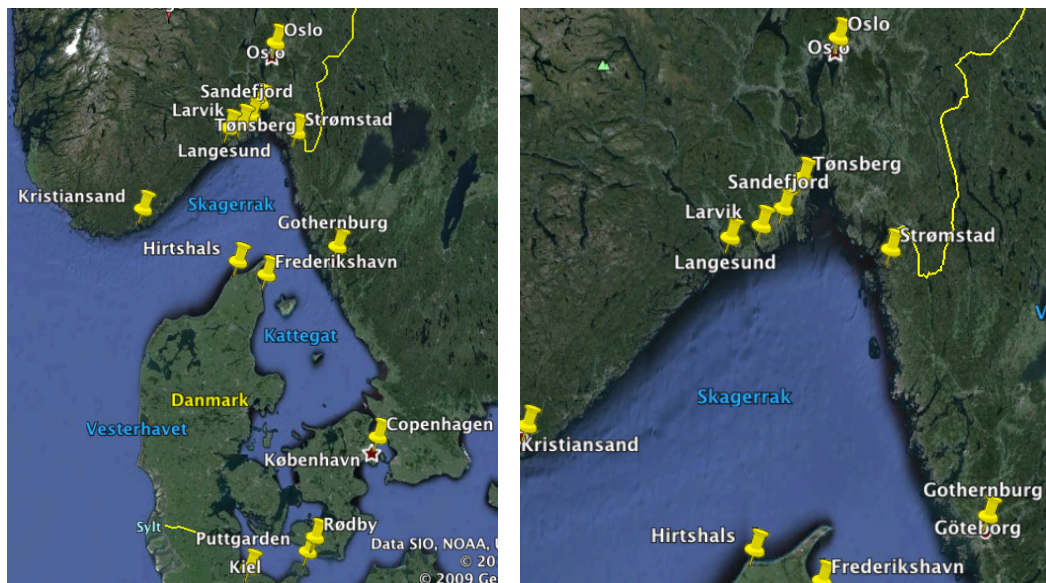 Oslo
Oslo
Sandefjord
Larvik
Tønsberg
Strømstad
Langesund
Kristiansand
Skagerrak
Gothernburg
Hirtshals
Frederikshavn
Kattegat
Danmark
Vesterhavet
Copenhagen
København
Sylt
Rødby
Puttgarden
Kiel
Data SIO, NOAA, U
© 20
© 2009 Ge
Oslo
Oslo
Tønsberg
Sandefjord
Larvik
Strømstad
Langesund
V
Skagerrak
Kristiansand
Gothernburg
Göteborg
Hirtshals
Frederikshavn